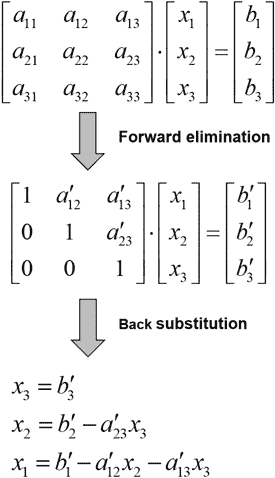 [a₁₁ a₁₂ a₁₃] [x₁] [b₁]
[a₂₁ a₂₂ a₂₃] · [x₂] = [b₂]
[a₃₁ a₃₂ a₃₃] [x₃] [b₃]
Forward elimination
[1 a′₁₂ a′₁₃] [x₁] [b′₁]
[0 1 a′₂₃] · [x₂] = [b′₂]
[0 0 1] [x₃] [b′₃]
Back substitution
x₃ = b′₃
x₂ = b′₂ − a′₂₃x₃
x₁ = b′₁ − a′₁₂x₂ − a′₁₃x₃